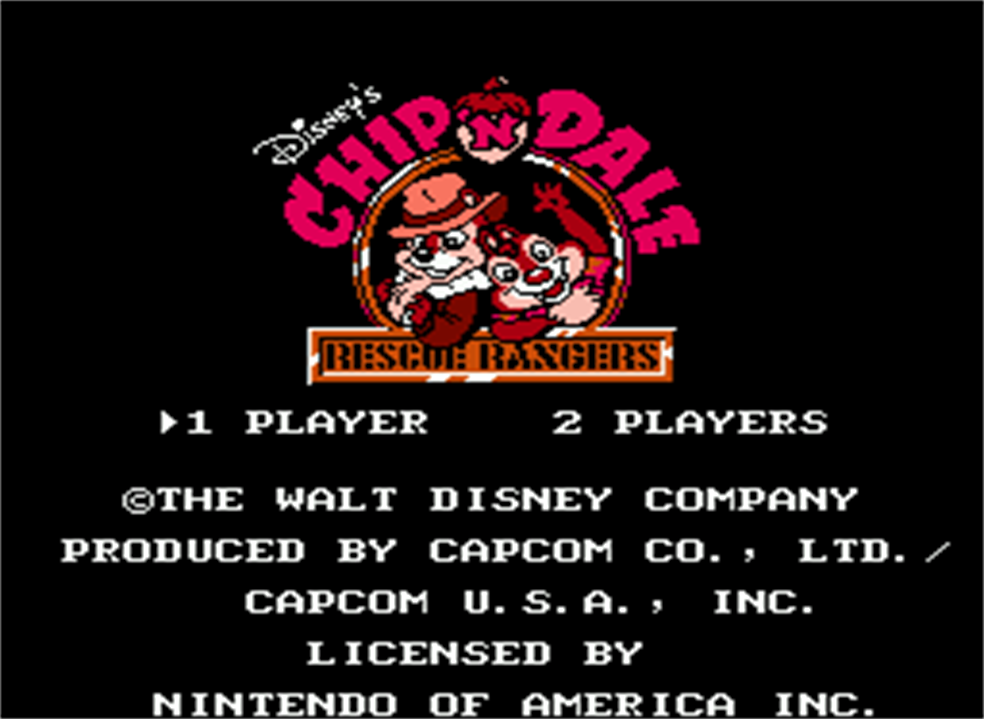 Disney's
CHIP 'N DALE
RESCUE RANGERS
1 PLAYER 2 PLAYERS
©THE WALT DISNEY COMPANY
PRODUCED BY CAPCOM CO., LTD./
CAPCOM U.S.A., INC.
LICENSED BY
NINTENDO OF AMERICA INC.